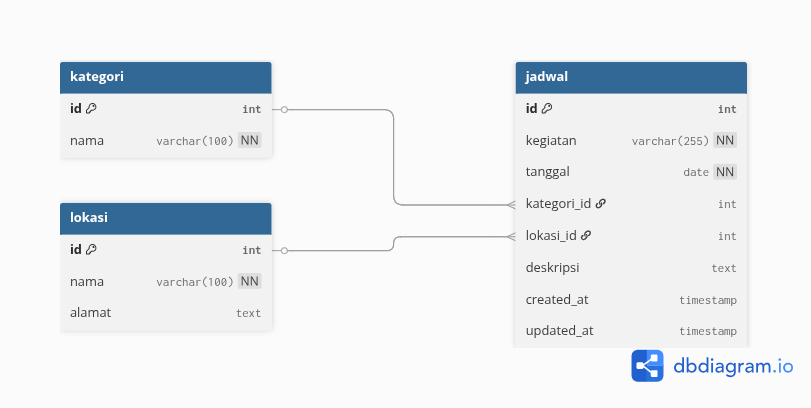 kategori
id int
nama varchar(100) NN
lokasi
id int
nama varchar(100) NN
alamat text
jadwal
id int
kegiatan varchar(255) NN
tanggal date NN
kategori_id int
lokasi_id int
deskripsi text
created_at timestamp
updated_at timestamp
dbdiagram.io